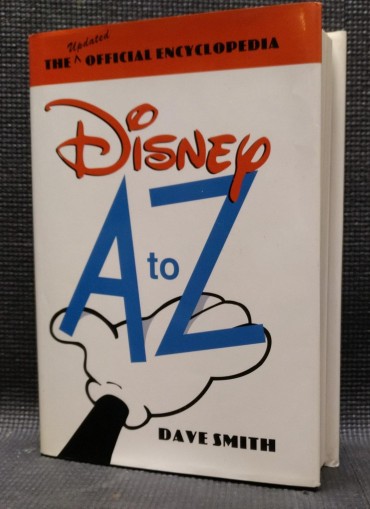 Updated
THE ^ OFFICIAL ENCYCLOPEDIA
Disney
A to Z
DAVE SMITH